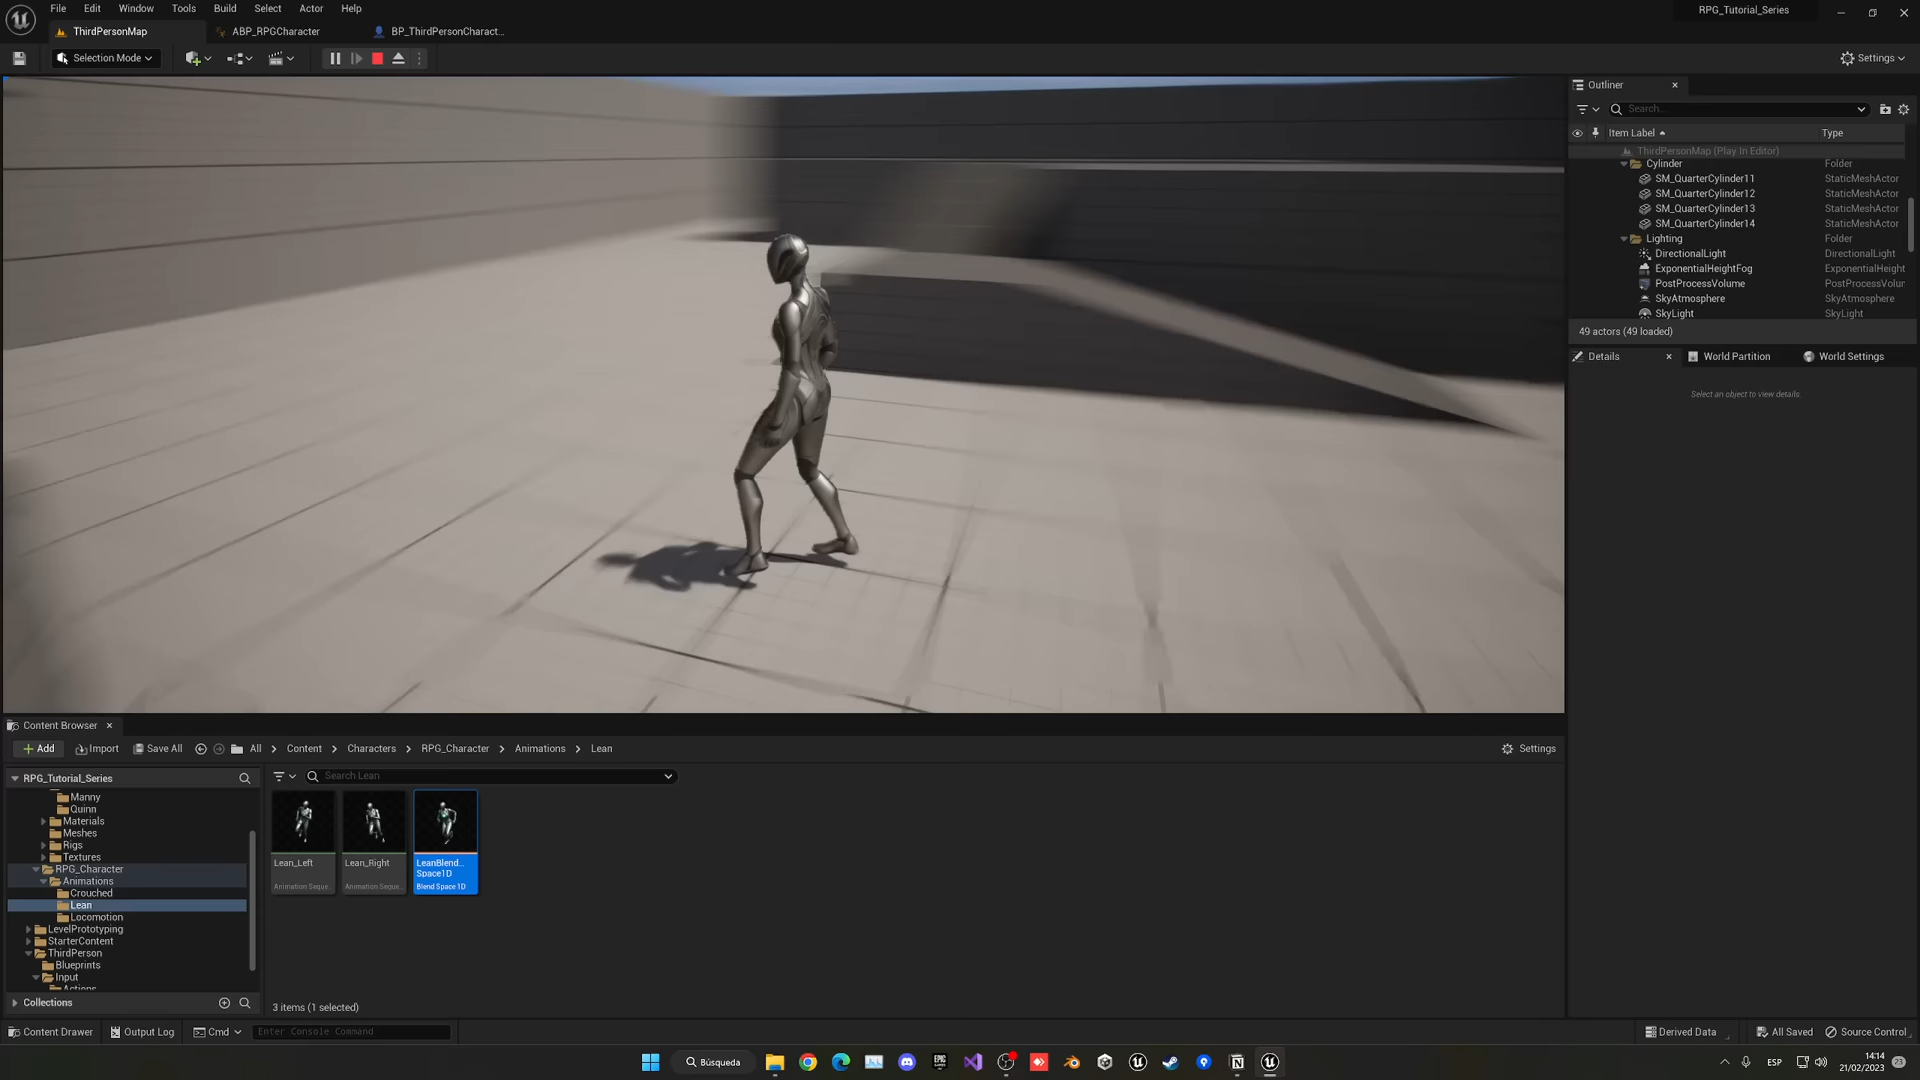 File Edit Window Tools Build Select Actor Help
RPG_Tutorial_Series
ThirdPersonMap
ABP_RPGCharacter
BP_ThirdPersonCharact...
Selection Mode
Settings
Outliner
Search...
Item Label
Type
ThirdPersonMap (Play In Editor)
Cylinder Folder
SM_QuarterCylinder11 StaticMeshActor
SM_QuarterCylinder12 StaticMeshActor
SM_QuarterCylinder13 StaticMeshActor
SM_QuarterCylinder14 StaticMeshActor
Lighting Folder
DirectionalLight DirectionalLight
ExponentialHeightFog ExponentialHeight
PostProcessVolume PostProcessVolur
SkyAtmosphere SkyAtmosphere
SkyLight SkyLight
49 actors (49 loaded)
Details
World Partition
World Settings
Select an object to view details.
Content Browser
Add
Import
Save All
All > Content > Characters > RPG_Character > Animations > Lean
Settings
RPG_Tutorial_Series
Search Lean
Manny
Quinn
Materials
Meshes
Rigs
Textures
RPG_Character
Animations
Crouched
Lean
Locomotion
LevelPrototyping
StarterContent
ThirdPerson
Blueprints
Input
Actions
Lean_Left
Animation Seque...
Lean_Right
Animation Seque...
LeanBlend...
Space1D
Blend Space 1D
Collections
3 items (1 selected)
Content Drawer
Output Log
Cmd
Enter Console Command
Derived Data
All Saved
Source Control
Búsqueda
ESP
14:14
21/02/2023
23